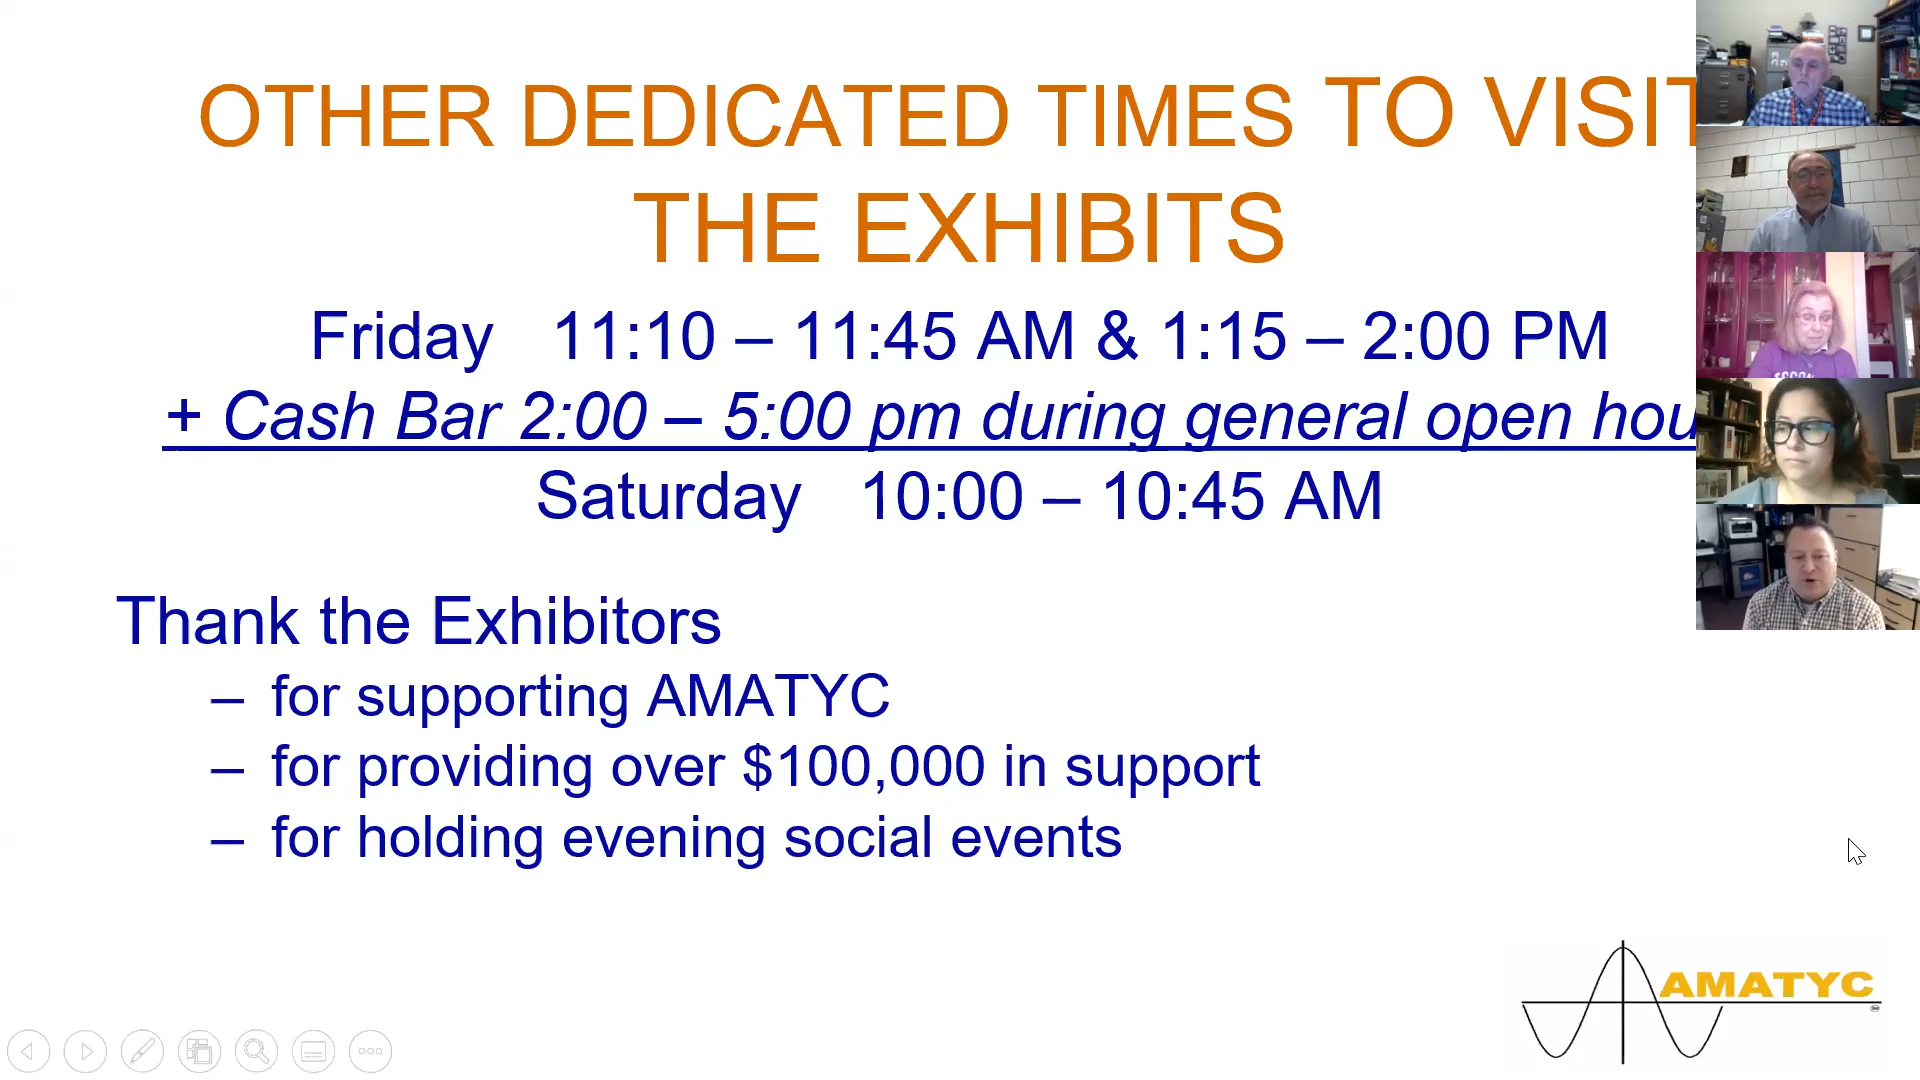 OTHER DEDICATED TIMES TO VISIT
THE EXHIBITS
Friday 11:10 – 11:45 AM & 1:15 – 2:00 PM
+ Cash Bar 2:00 – 5:00 pm during general open hou
Saturday 10:00 – 10:45 AM
Thank the Exhibitors
– for supporting AMATYC
– for providing over $100,000 in support
– for holding evening social events
AMATYC